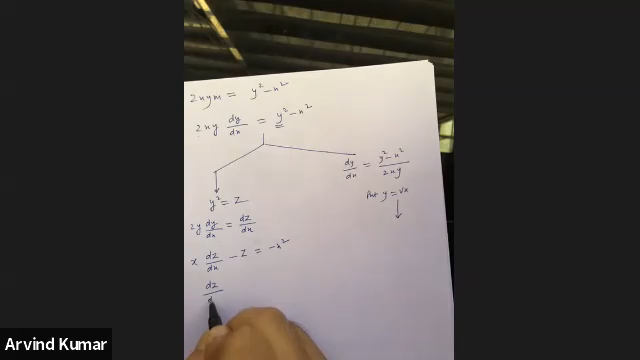 2xym = y² - x²
2xy dy/dx = y² - x²
dy/dx = (y² - x²)/2xy
Put y = vx
y² = Z
2y dy/dx = dZ/dx
x dZ/dx - Z = -x²
dZ/d
Arvind Kumar